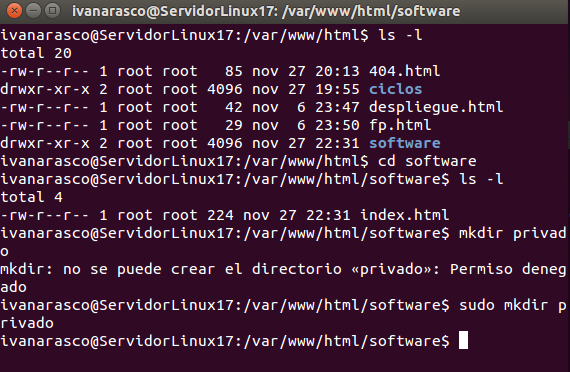 ivanarasco@ServidorLinux17: /var/www/html/software
ivanarasco@ServidorLinux17:/var/www/html$ ls -l
total 20
-rw-r--r-- 1 root root   85 nov 27 20:13 404.html
drwxr-xr-x 2 root root 4096 nov 27 19:55 ciclos
-rw-r--r-- 1 root root   42 nov  6 23:47 despliegue.html
-rw-r--r-- 1 root root   29 nov  6 23:50 fp.html
drwxr-xr-x 2 root root 4096 nov 27 22:31 software
ivanarasco@ServidorLinux17:/var/www/html$ cd software
ivanarasco@ServidorLinux17:/var/www/html/software$ ls -l
total 4
-rw-r--r-- 1 root root 224 nov 27 22:31 index.html
ivanarasco@ServidorLinux17:/var/www/html/software$ mkdir privad
o
mkdir: no se puede crear el directorio «privado»: Permiso deneg
ado
ivanarasco@ServidorLinux17:/var/www/html/software$ sudo mkdir p
rivado
ivanarasco@ServidorLinux17:/var/www/html/software$